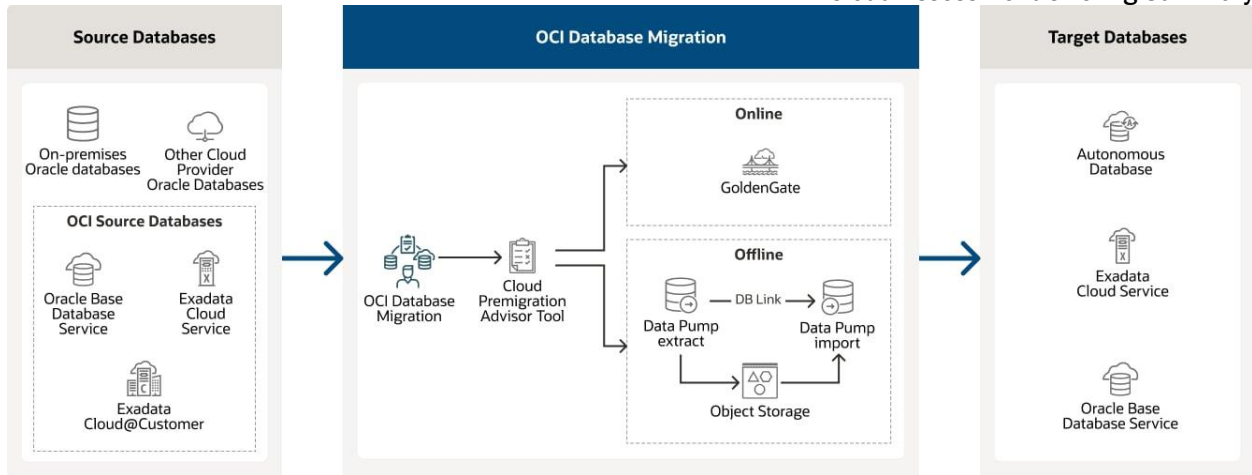 Source Databases
On-premises
Oracle databases
Other Cloud
Provider
Oracle Databases
OCI Source Databases
Oracle Base
Database
Service
Exadata
Cloud
Service
Exadata
Cloud@Customer
OCI Database Migration
OCI Database
Migration
Cloud
Premigration
Advisor Tool
Online
GoldenGate
Offline
Data Pump
extract
DB Link
Data Pump
import
Object Storage
Target Databases
Autonomous
Database
Exadata
Cloud Service
Oracle Base
Database Service